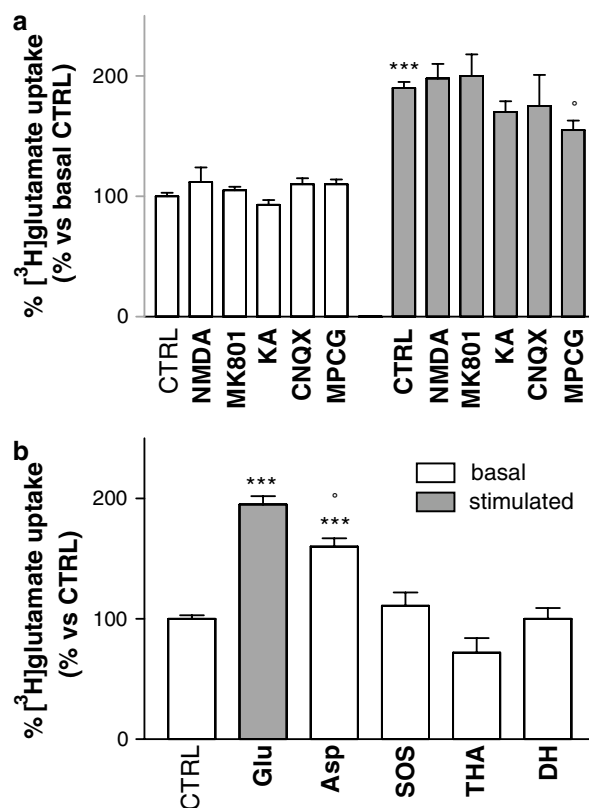 a
% [³H]glutamate uptake
(% vs basal CTRL)
200
100
0
***
°
CTRL
NMDA
MK801
KA
CNQX
MPCG
CTRL
NMDA
MK801
KA
CNQX
MPCG
b
% [³H]glutamate uptake
(% vs CTRL)
200
100
0
***
°
***
basal
stimulated
CTRL
Glu
Asp
SOS
THA
DH